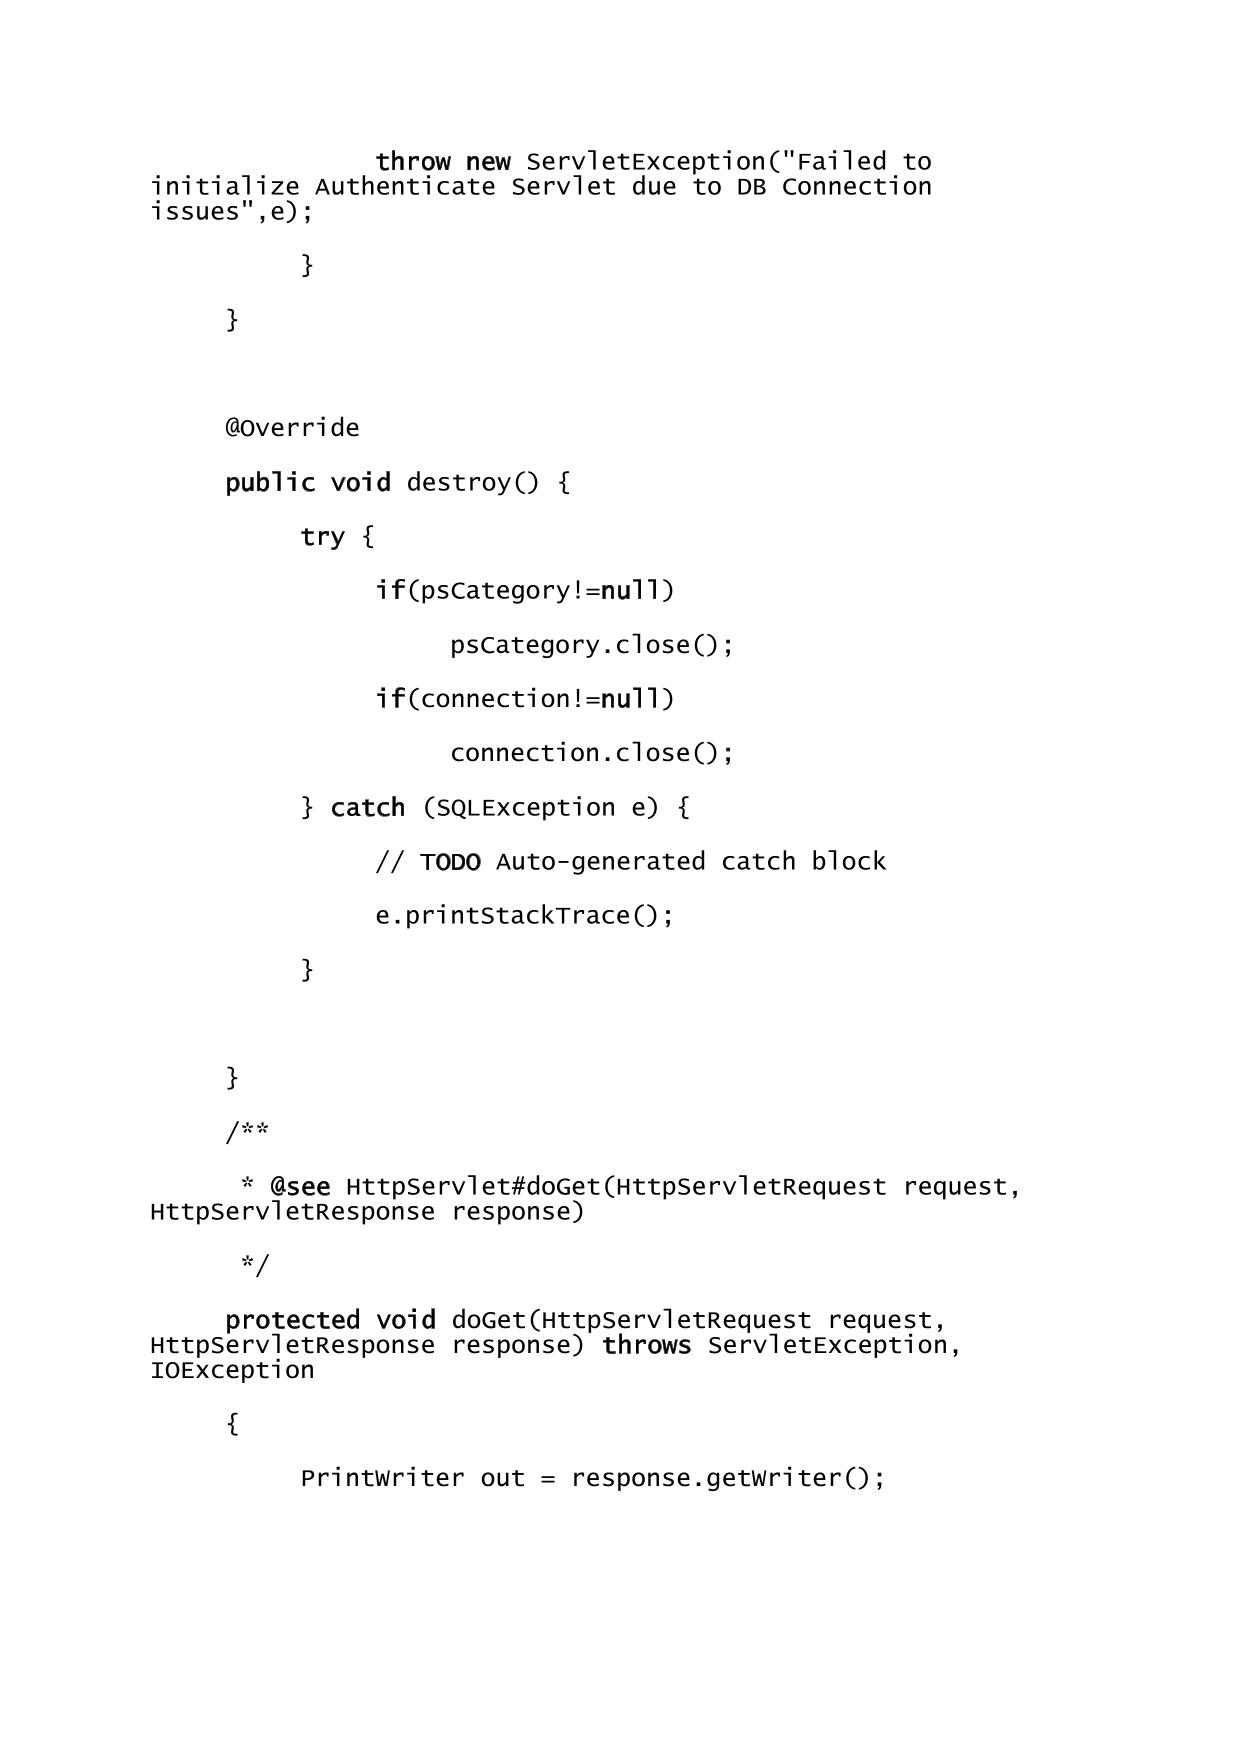 throw new ServletException("Failed to
initialize Authenticate Servlet due to DB Connection
issues",e);
}
}
@Override
public void destroy() {
try {
if(psCategory!=null)
psCategory.close();
if(connection!=null)
connection.close();
} catch (SQLException e) {
// TODO Auto-generated catch block
e.printStackTrace();
}
}
/**
* @see HttpServlet#doGet(HttpServletRequest request,
HttpServletResponse response)
*/
protected void doGet(HttpServletRequest request,
HttpServletResponse response) throws ServletException,
IOException
{
PrintWriter out = response.getWriter();